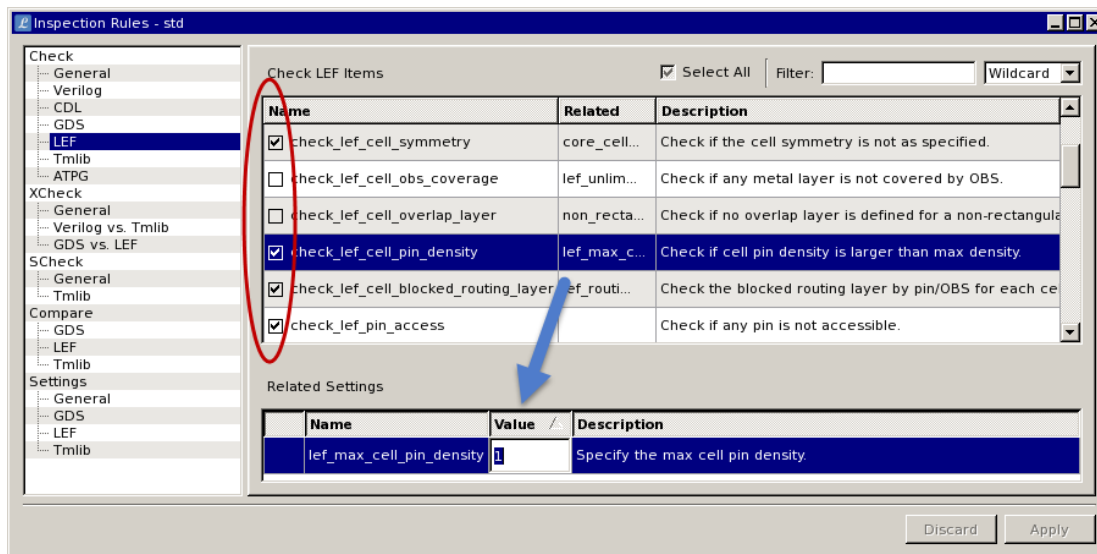 Inspection Rules - std
Check
General
Verilog
CDL
GDS
LEF
Tmlib
ATPG
XCheck
General
Verilog vs. Tmlib
GDS vs. LEF
SCheck
General
Tmlib
Compare
GDS
LEF
Tmlib
Settings
General
GDS
LEF
Tmlib
Check LEF Items Select All Filter: Wildcard
Name Related Description
check_lef_cell_symmetry core_cell... Check if the cell symmetry is not as specified.
check_lef_cell_obs_coverage lef_unlim... Check if any metal layer is not covered by OBS.
check_lef_cell_overlap_layer non_recta... Check if no overlap layer is defined for a non-rectangula
check_lef_cell_pin_density lef_max_c... Check if cell pin density is larger than max density.
check_lef_cell_blocked_routing_layer ef_routi... Check the blocked routing layer by pin/OBS for each ce
check_lef_pin_access Check if any pin is not accessible.
Related Settings
Name Value Description
lef_max_cell_pin_density 1 Specify the max cell pin density.
Discard Apply